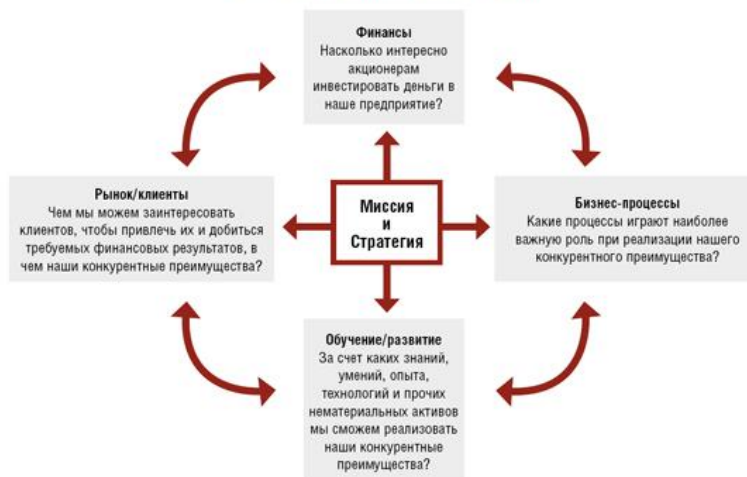 Финансы
Насколько интересно
акционерам
инвестировать деньги в
наше предприятие?
Рынок/клиенты
Чем мы можем заинтересовать
клиентов, чтобы привлечь их и добиться
требуемых финансовых результатов, в
чем наши конкурентные преимущества?
Миссия
и
Стратегия
Бизнес-процессы
Какие процессы играют наиболее
важную роль при реализации нашего
конкурентного преимущества?
Обучение/развитие
За счет каких знаний,
умений, опыта,
технологий и прочих
нематериальных активов
мы сможем реализовать
наши конкурентные
преимущества?